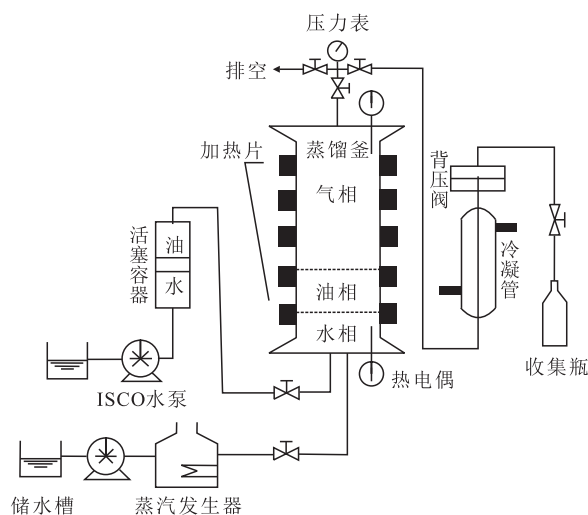 压力表
排空
加热片
蒸馏釜
气相
油相
水相
背压阀
冷凝管
收集瓶
活塞容器
油
水
ISCO水泵
热电偶
储水槽
蒸汽发生器